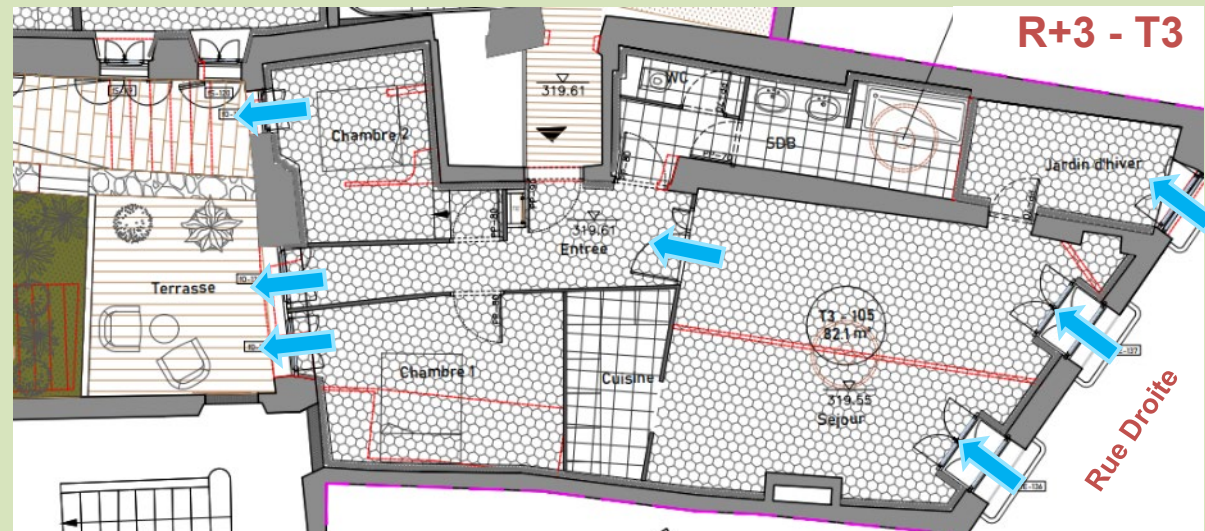 R+3 - T3
WC
319.61
Chambre 2
SDB
Jardin d'hiver
319.61
Entrée
Terrasse
T3 - 105
82.1 m²
Chambre 1
Cuisine
319.55
Séjour
Rue Droite